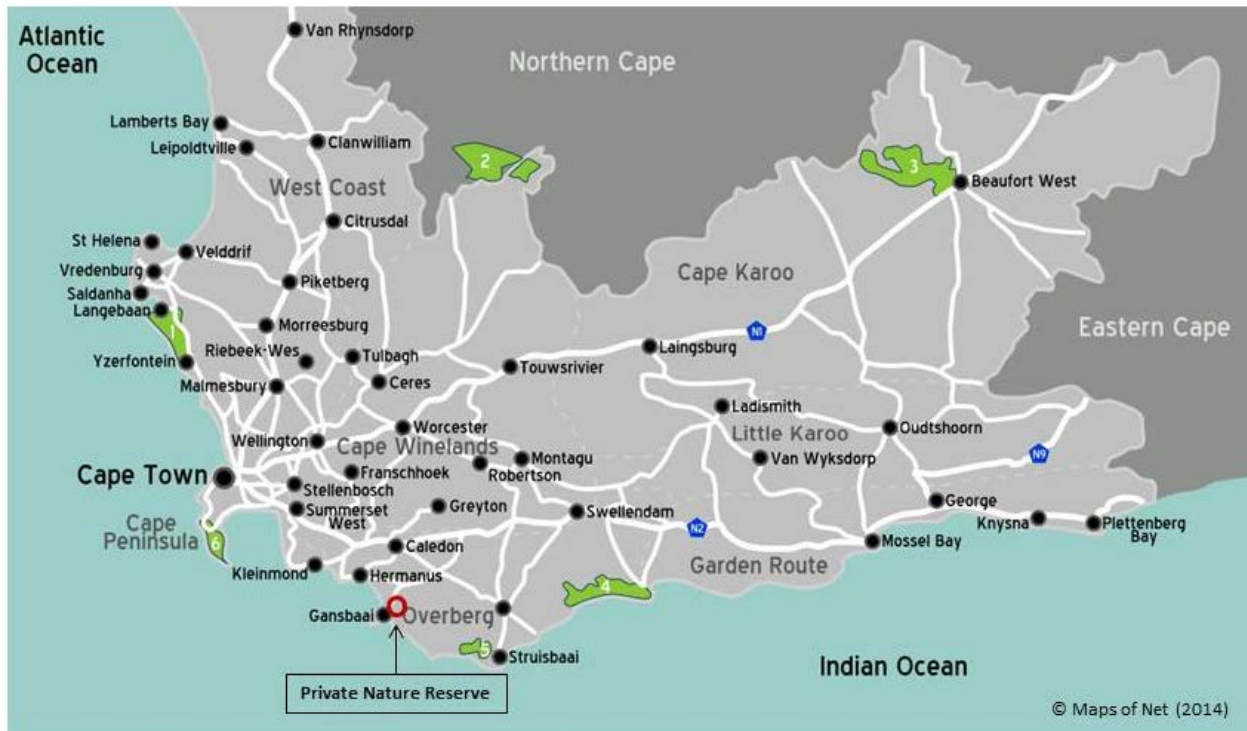 Atlantic
Ocean
Van Rhynsdorp
Northern Cape
Lamberts Bay
Leipoldtville
Clanwilliam
West Coast
2
3
Beaufort West
Citrusdal
St Helena
Velddrif
Vredenburg
Piketberg
Cape Karoo
Saldanha
Langebaan
1
Morreesburg
N1
Eastern Cape
Yzerfontein
Riebeek-Wes
Tulbagh
Laingsburg
Malmesbury
Ceres
Touwsrivier
Ladismith
Wellington
Worcester
Cape Winelands
Little Karoo
Oudtshoorn
Cape Town
Franschhoek
Montagu
Robertson
Van Wyksdorp
N9
Stellenbosch
Summerset
West
Greyton
Swellendam
George
Cape
Peninsula
6
N2
Knysna
Plettenberg
Bay
Caledon
Mossel Bay
Kleinmond
Hermanus
Garden Route
4
Gansbaai
Overberg
5
Struisbaai
Indian Ocean
Private Nature Reserve
© Maps of Net (2014)